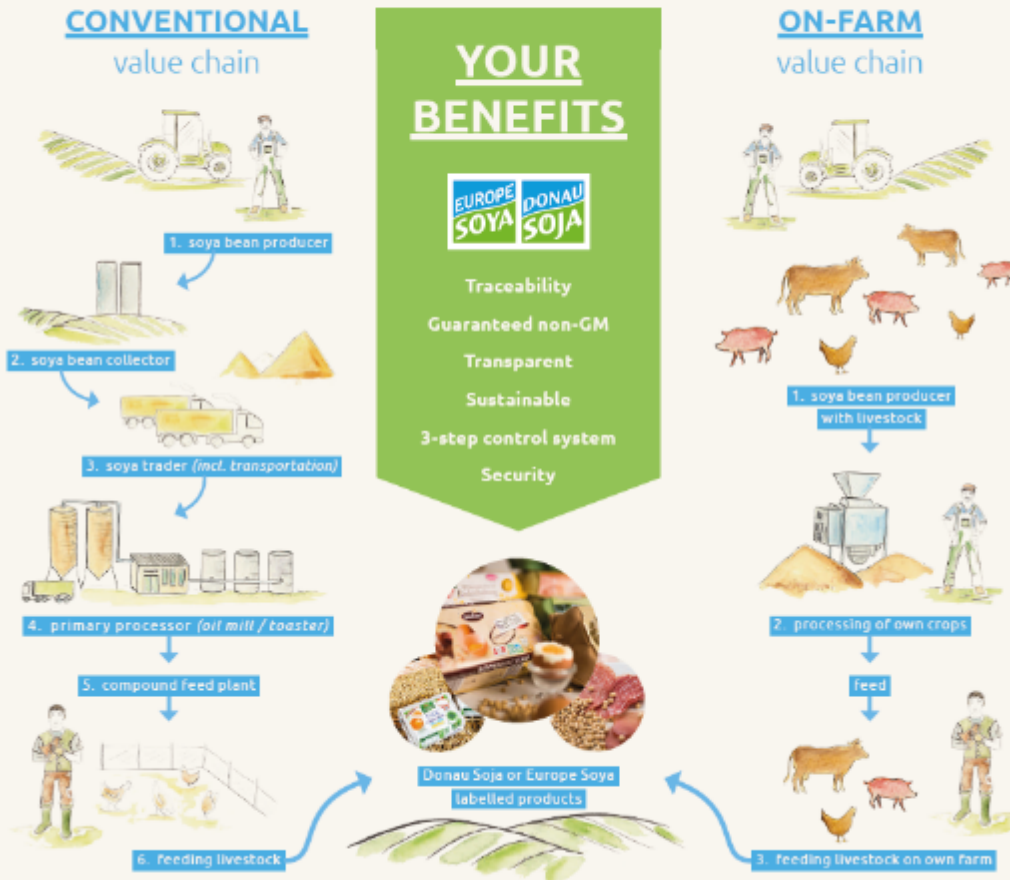 CONVENTIONAL
value chain
1. soya bean producer
2. soya bean collector
3. soya trader (incl. transportation)
4. primary processor (oil mill / toaster)
5. compound feed plant
6. feeding livestock
YOUR
BENEFITS
EUROPE
SOYA
DONAU
SOJA
Traceability
Guaranteed non-GM
Transparent
Sustainable
3-step control system
Security
Donau Soja or Europe Soya
labelled products
ON-FARM
value chain
1. soya bean producer
with livestock
2. processing of own crops
feed
3. feeding livestock on own farm